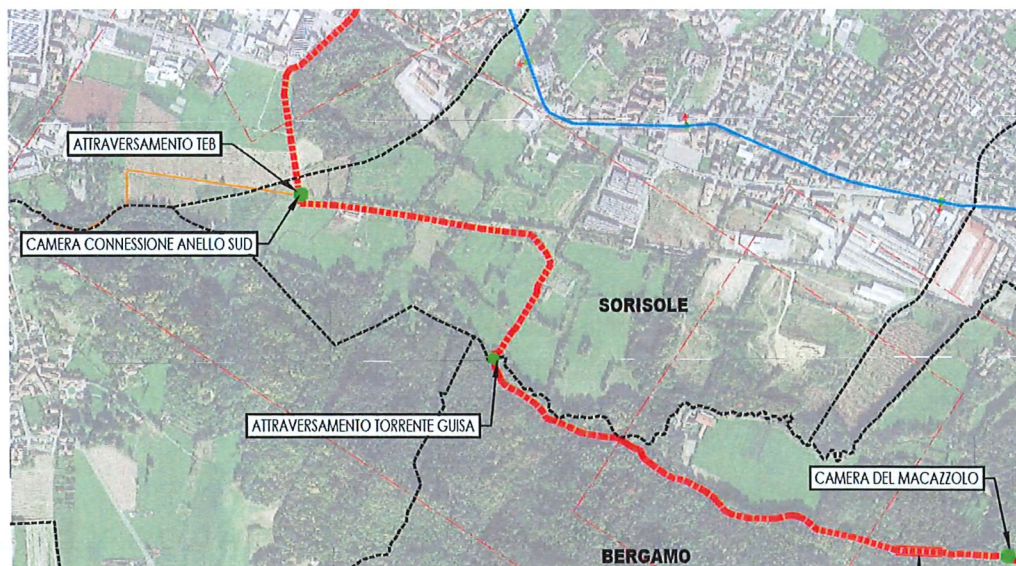 ATTRAVERSAMENTO TEB
CAMERA CONNESSIONE ANELLO SUD
SORISOLE
ATTRAVERSAMENTO TORRENTE GUISA
CAMERA DEL MACAZZOLO
BERGAMO